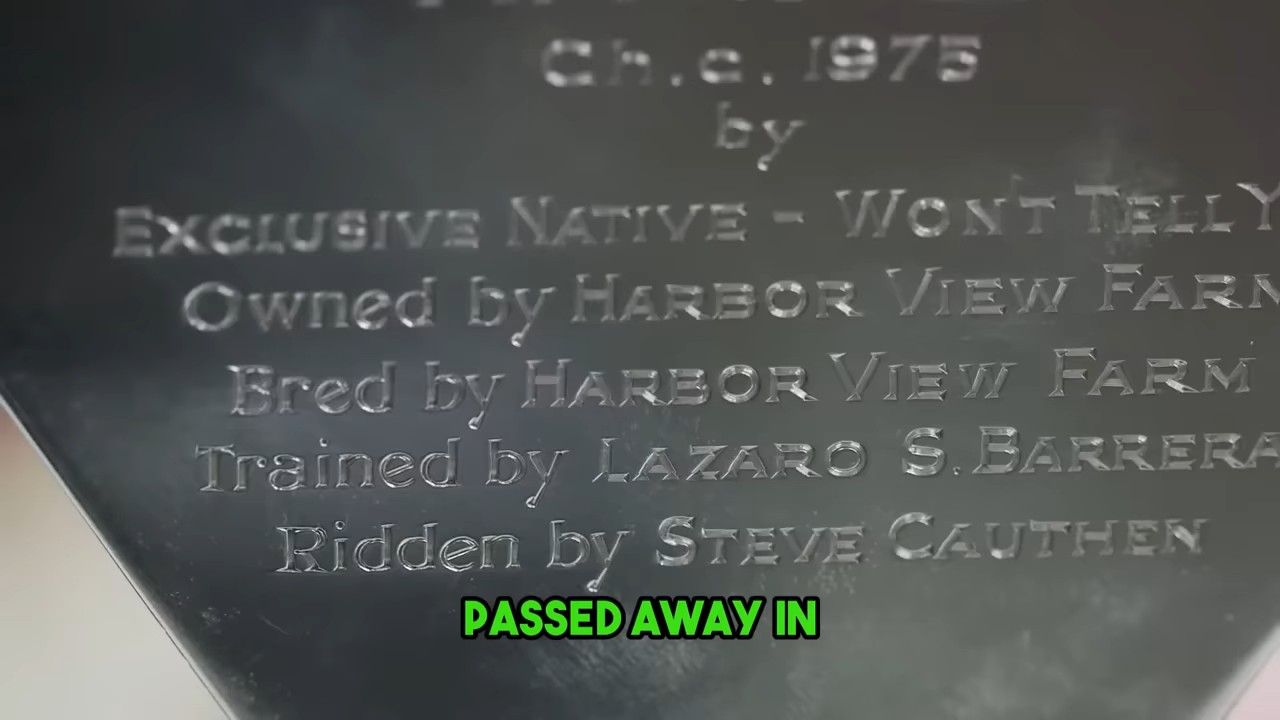 Ch.c. 1975
by
EXCLUSIVE NATIVE - WON'T TELL Y
Owned by HARBOR VIEW FARM
Bred by HARBOR VIEW FARM
Trained by LAZARO S. BARRERA
Ridden by STEVE CAUTHEN
PASSED AWAY IN